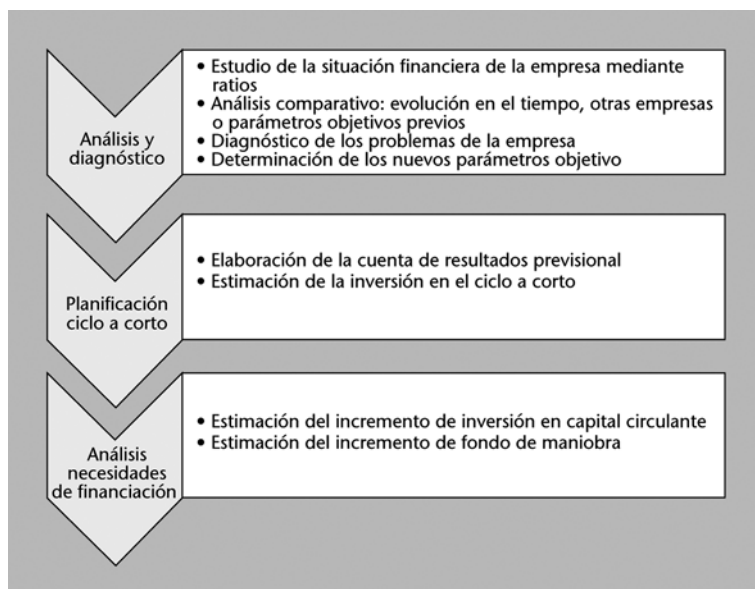 Análisis y
diagnóstico
• Estudio de la situación financiera de la empresa mediante
ratios
• Análisis comparativo: evolución en el tiempo, otras empresas
o parámetros objetivos previos
• Diagnóstico de los problemas de la empresa
• Determinación de los nuevos parámetros objetivo
Planificación
ciclo a corto
• Elaboración de la cuenta de resultados previsional
• Estimación de la inversión en el ciclo a corto
Análisis
necesidades
de financiación
• Estimación del incremento de inversión en capital circulante
• Estimación del incremento de fondo de maniobra